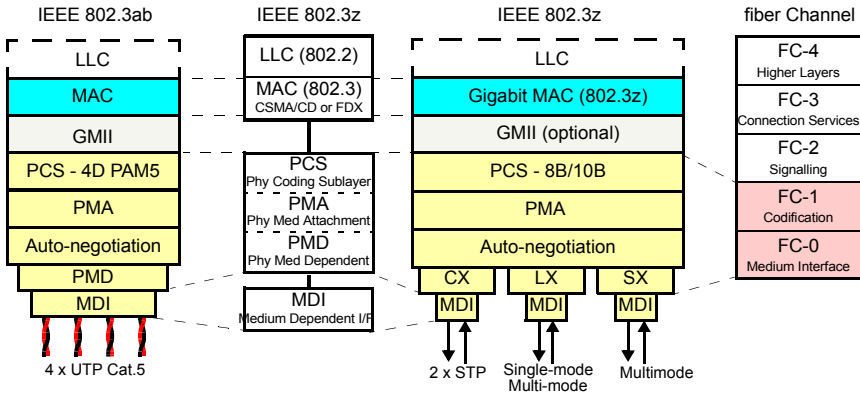 IEEE 802.3ab
LLC
MAC
GMII
PCS - 4D PAM5
PMA
Auto-negotiation
PMD
MDI
4 x UTP Cat.5
IEEE 802.3z
LLC (802.2)
MAC (802.3)
CSMA/CD or FDX
PCS
Phy Coding Sublayer
PMA
Phy Med Attachment
PMD
Phy Med Dependent
MDI
Medium Dependent I/F
IEEE 802.3z
LLC
Gigabit MAC (802.3z)
GMII (optional)
PCS - 8B/10B
PMA
Auto-negotiation
CX
LX
SX
MDI
MDI
MDI
2 x STP
Single-mode
Multi-mode
Multimode
fiber Channel
FC-4
Higher Layers
FC-3
Connection Services
FC-2
Signalling
FC-1
Codification
FC-0
Medium Interface